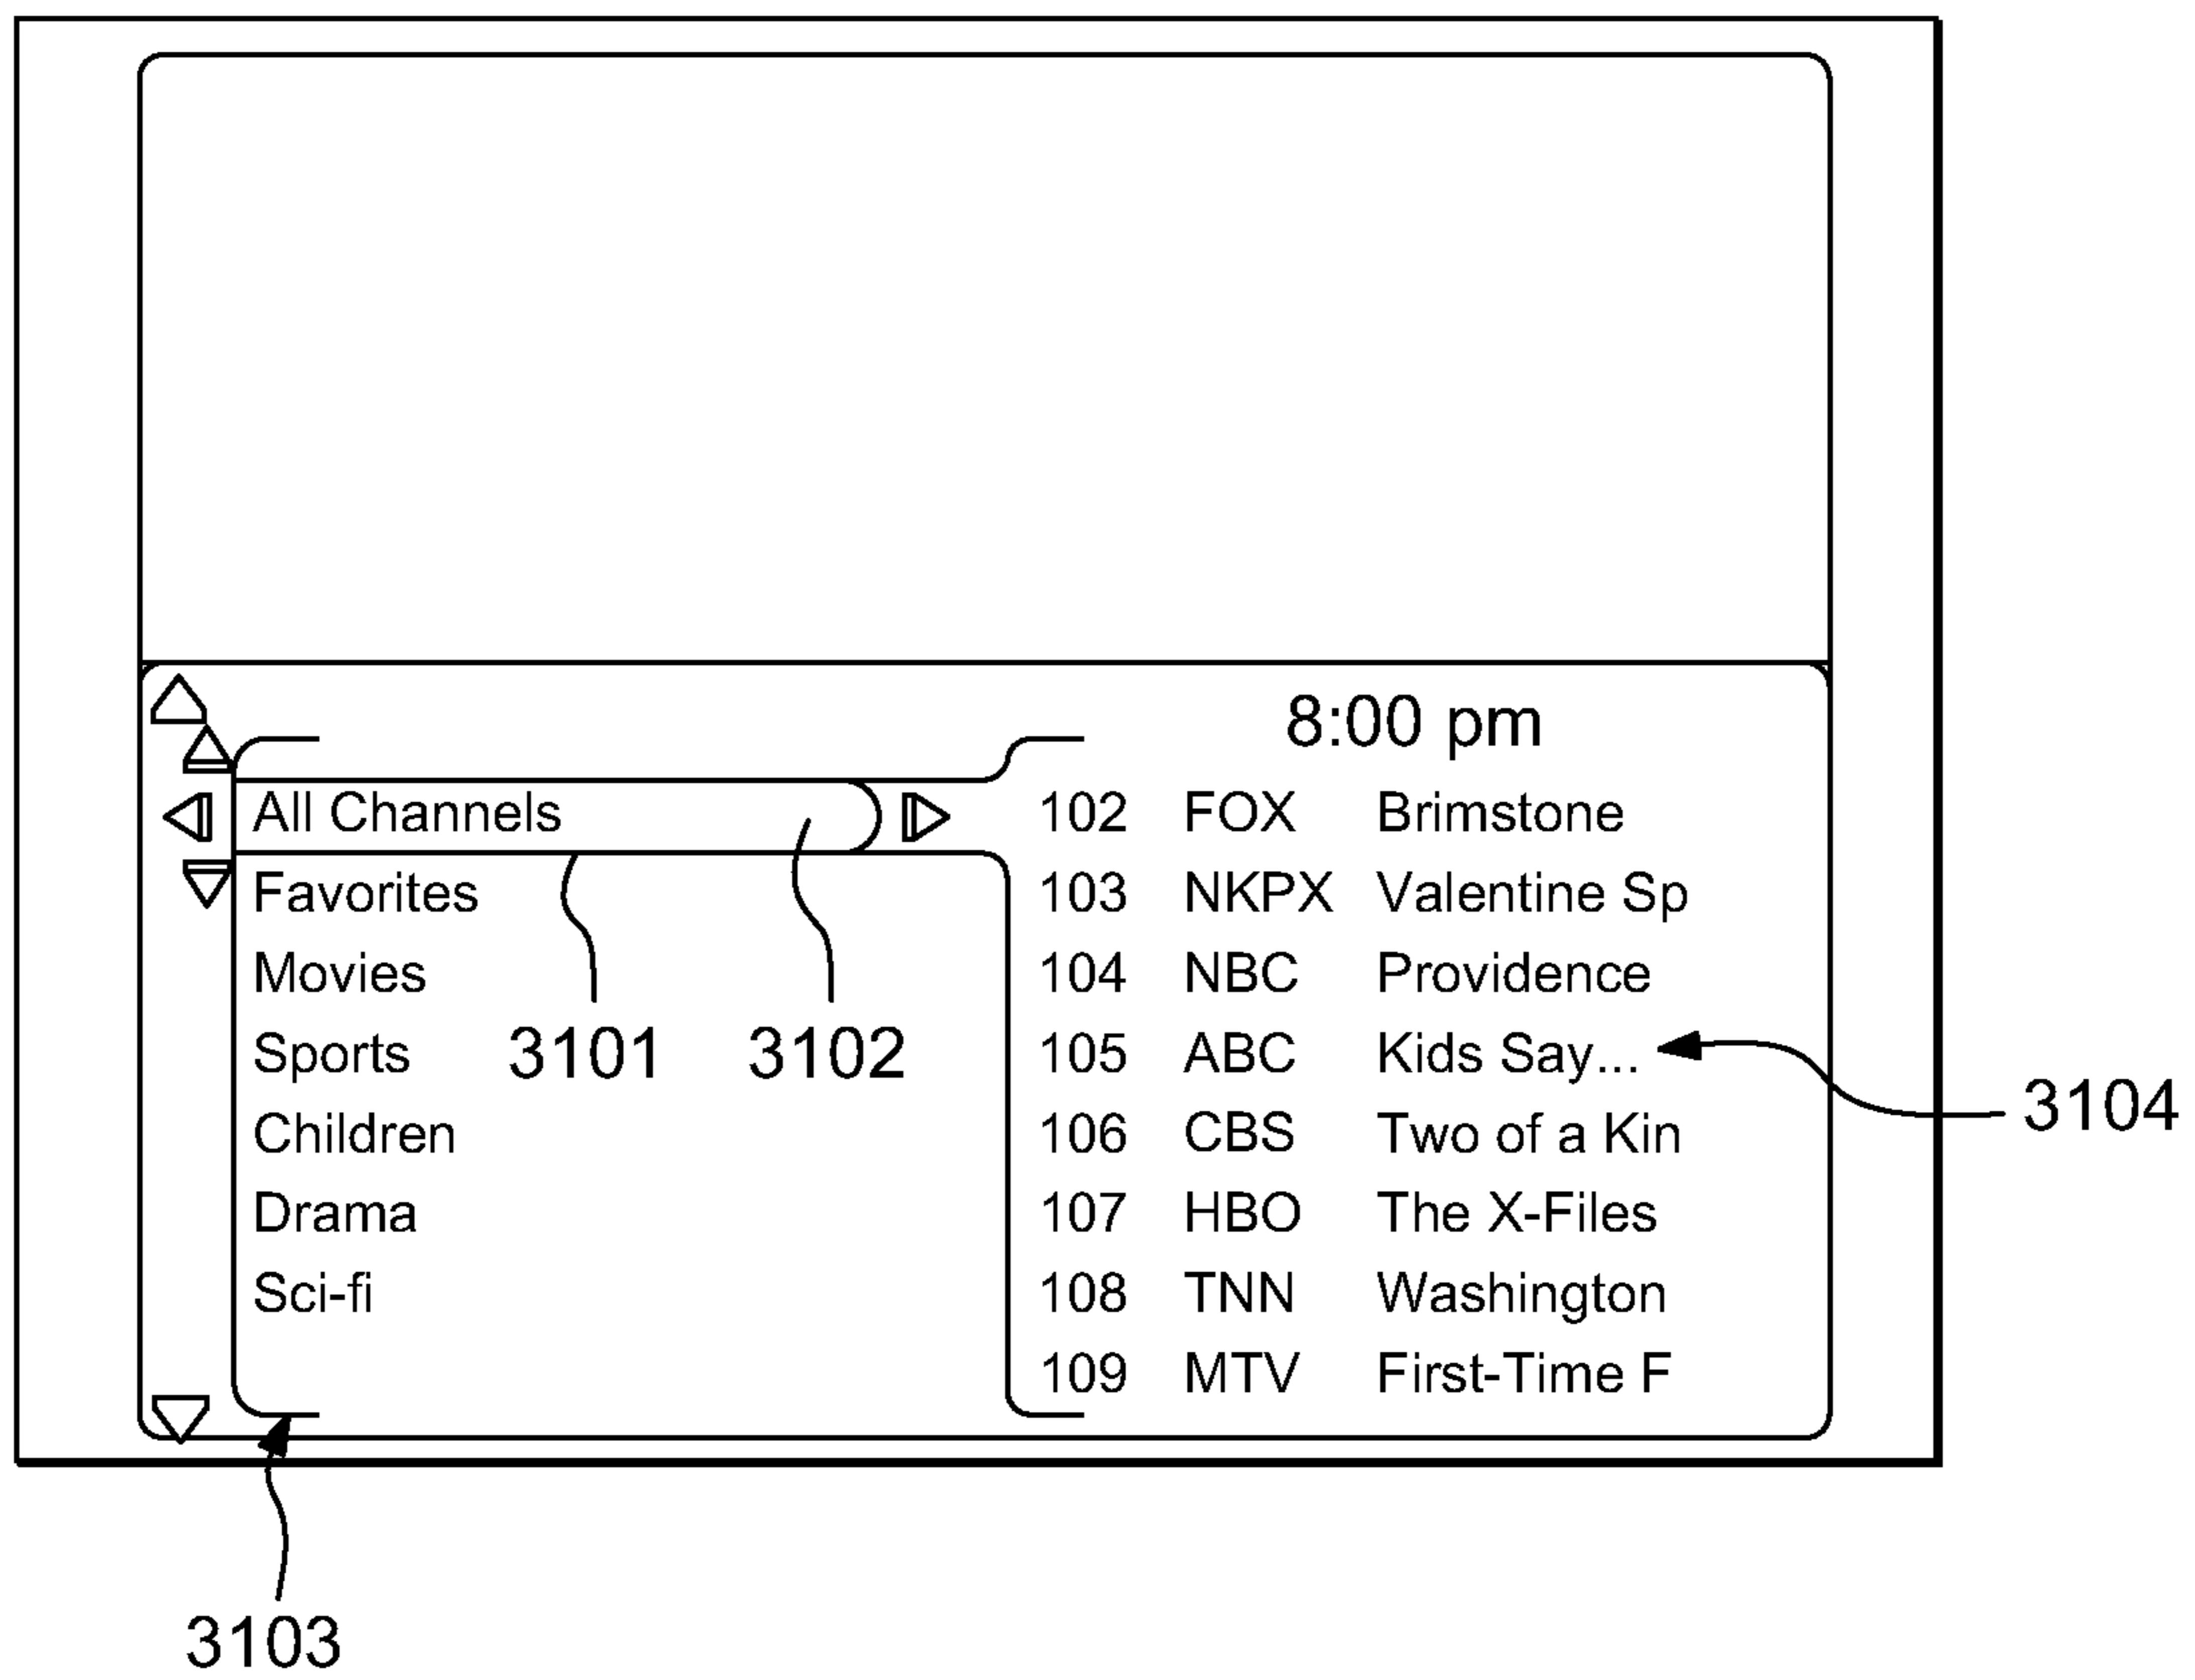 8:00 pm
All Channels
Favorites
Movies
Sports
Children
Drama
Sci-fi
102 FOX Brimstone
103 NKPX Valentine Sp
104 NBC Providence
105 ABC Kids Say...
106 CBS Two of a Kin
107 HBO The X-Files
108 TNN Washington
109 MTV First-Time F
3101
3102
3104
3103